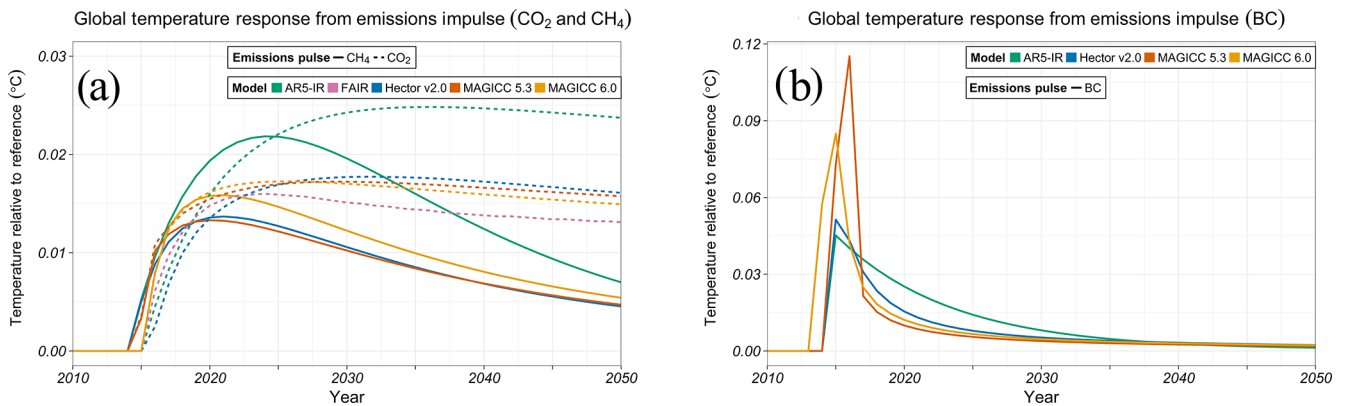 Global temperature response from emissions impulse (CO₂ and CH₄)
Temperature relative to reference (°C)
0.03
0.02
0.01
0.00
(a)
Emissions pulse CH₄ CO₂
Model AR5-IR FAIR Hector v2.0 MAGICC 5.3 MAGICC 6.0
2010 2020 2030 2040 2050
Year
Global temperature response from emissions impulse (BC)
Temperature relative to reference (°C)
0.12
0.09
0.06
0.03
0.00
(b)
Model AR5-IR Hector v2.0 MAGICC 5.3 MAGICC 6.0
Emissions pulse BC
2010 2020 2030 2040 2050
Year